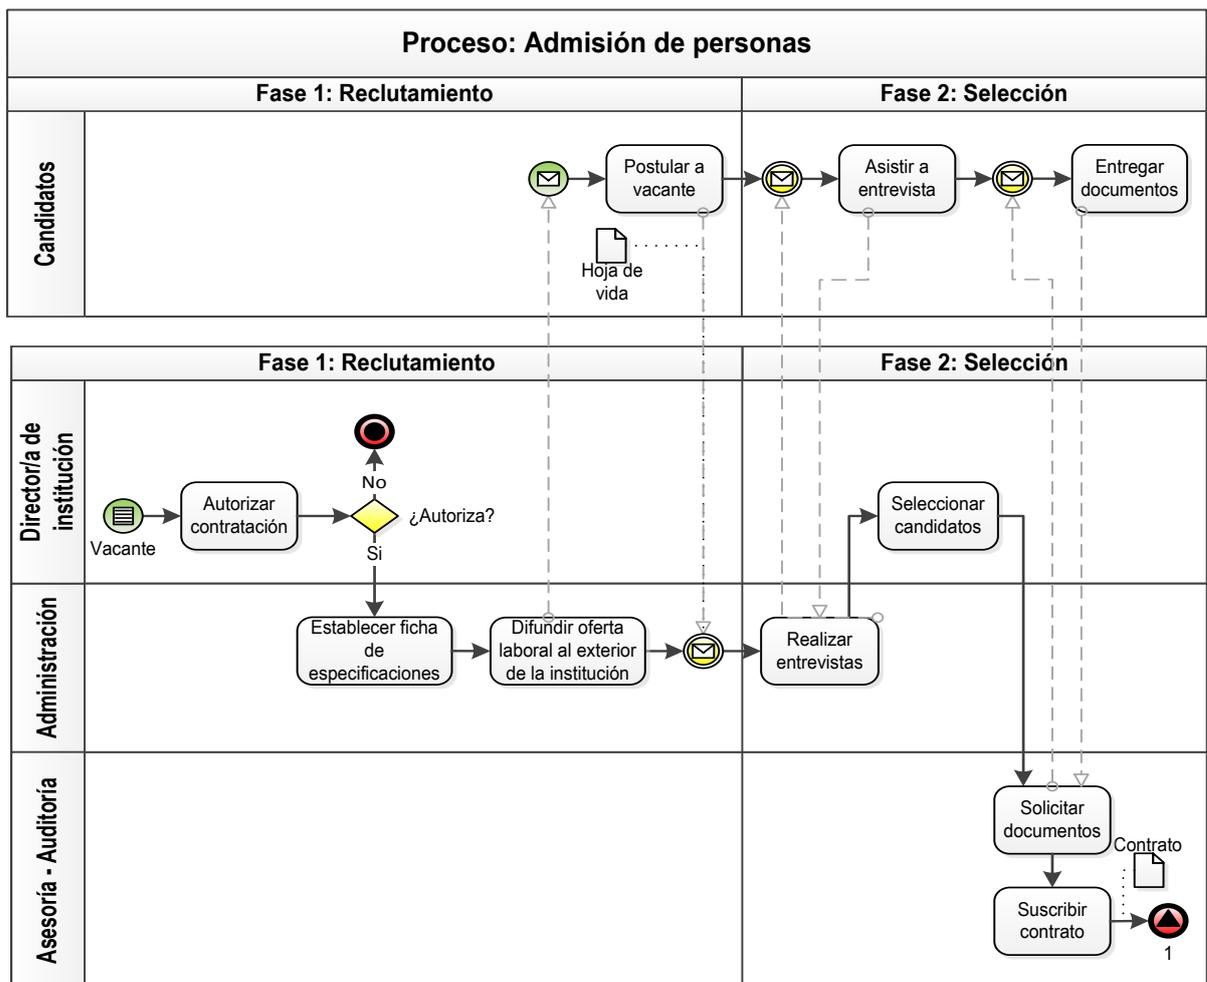 Proceso: Admisión de personas
Fase 1: Reclutamiento
Fase 2: Selección
Candidatos
Postular a
vacante
Asistir a
entrevista
Entregar
documentos
Hoja de
vida
Fase 1: Reclutamiento
Fase 2: Selección
Director/a de
institución
Vacante
Autorizar
contratación
No
¿Autoriza?
Si
Seleccionar
candidatos
Administración
Establecer ficha
de
especificaciones
Difundir oferta
laboral al exterior
de la institución
Realizar
entrevistas
Asesoría - Auditoría
Solicitar
documentos
Contrato
Suscribir
contrato
1